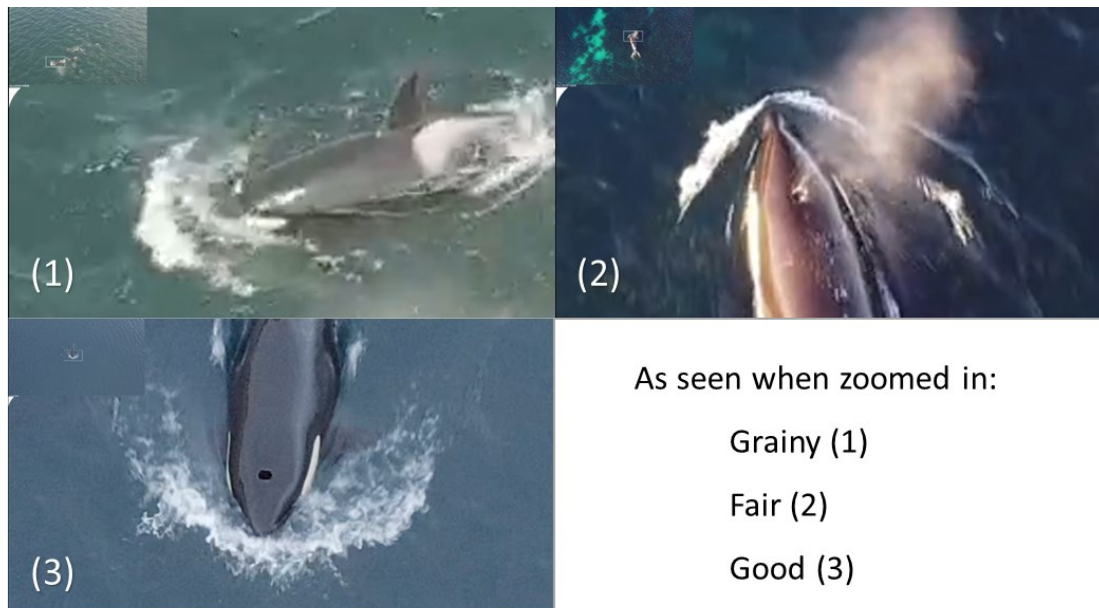 (1)
(2)
(3)
As seen when zoomed in:
Grainy (1)
Fair (2)
Good (3)